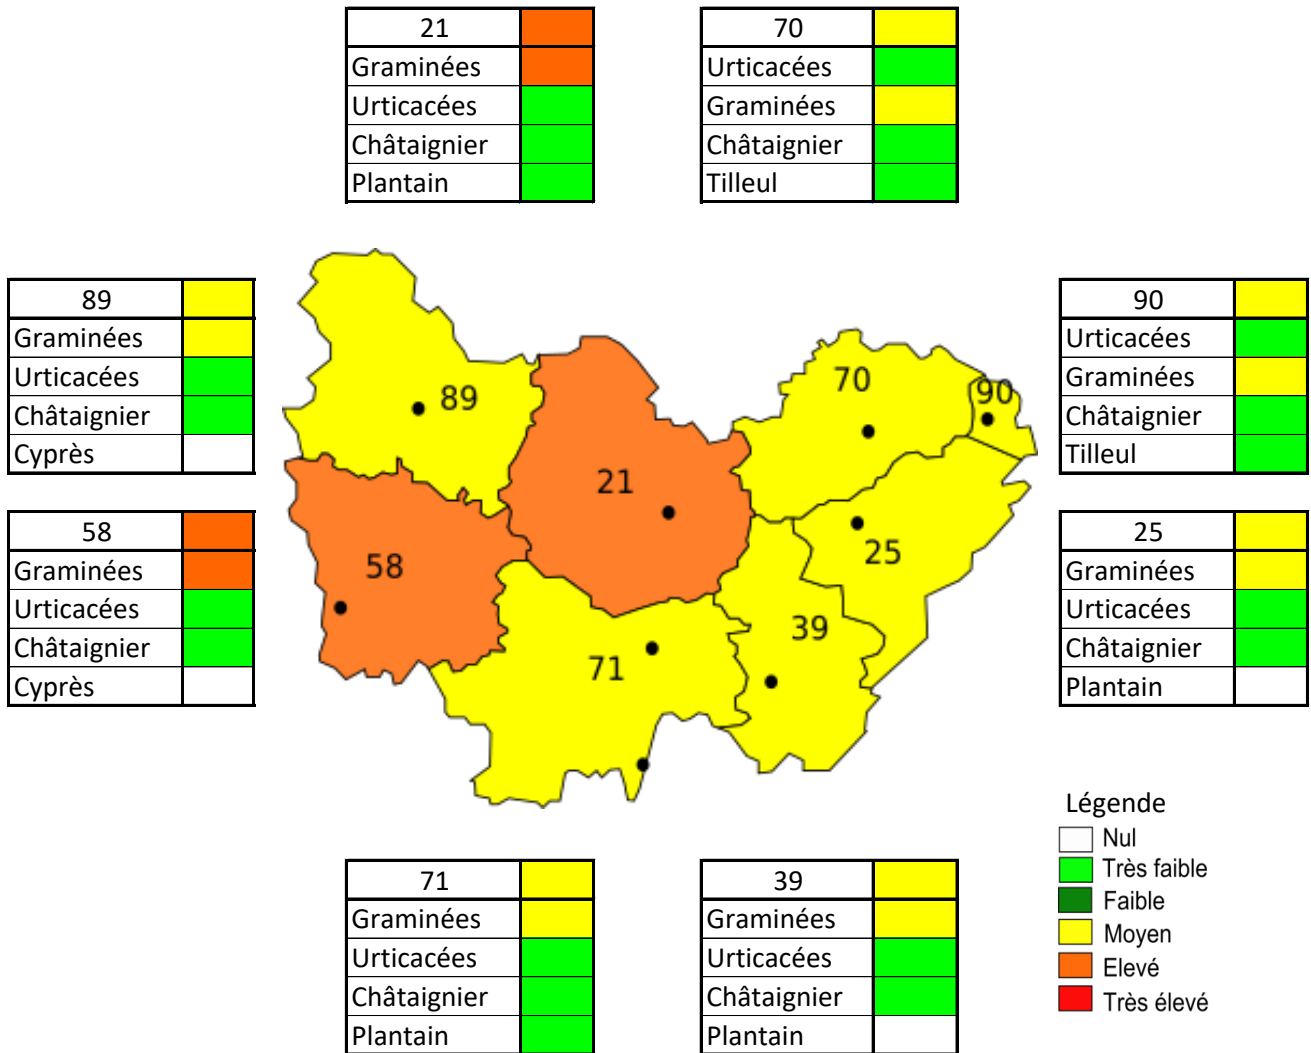 21
Graminées
Urticacées
Châtaignier
Plantain
70
Urticacées
Graminées
Châtaignier
Tilleul
89
Graminées
Urticacées
Châtaignier
Cyprès
58
Graminées
Urticacées
Châtaignier
Cyprès
89
70
90
21
58
25
39
71
90
Urticacées
Graminées
Châtaignier
Tilleul
25
Graminées
Urticacées
Châtaignier
Plantain
Légende
Nul
Très faible
Faible
Moyen
Elevé
Très élevé
71
Graminées
Urticacées
Châtaignier
Plantain
39
Graminées
Urticacées
Châtaignier
Plantain